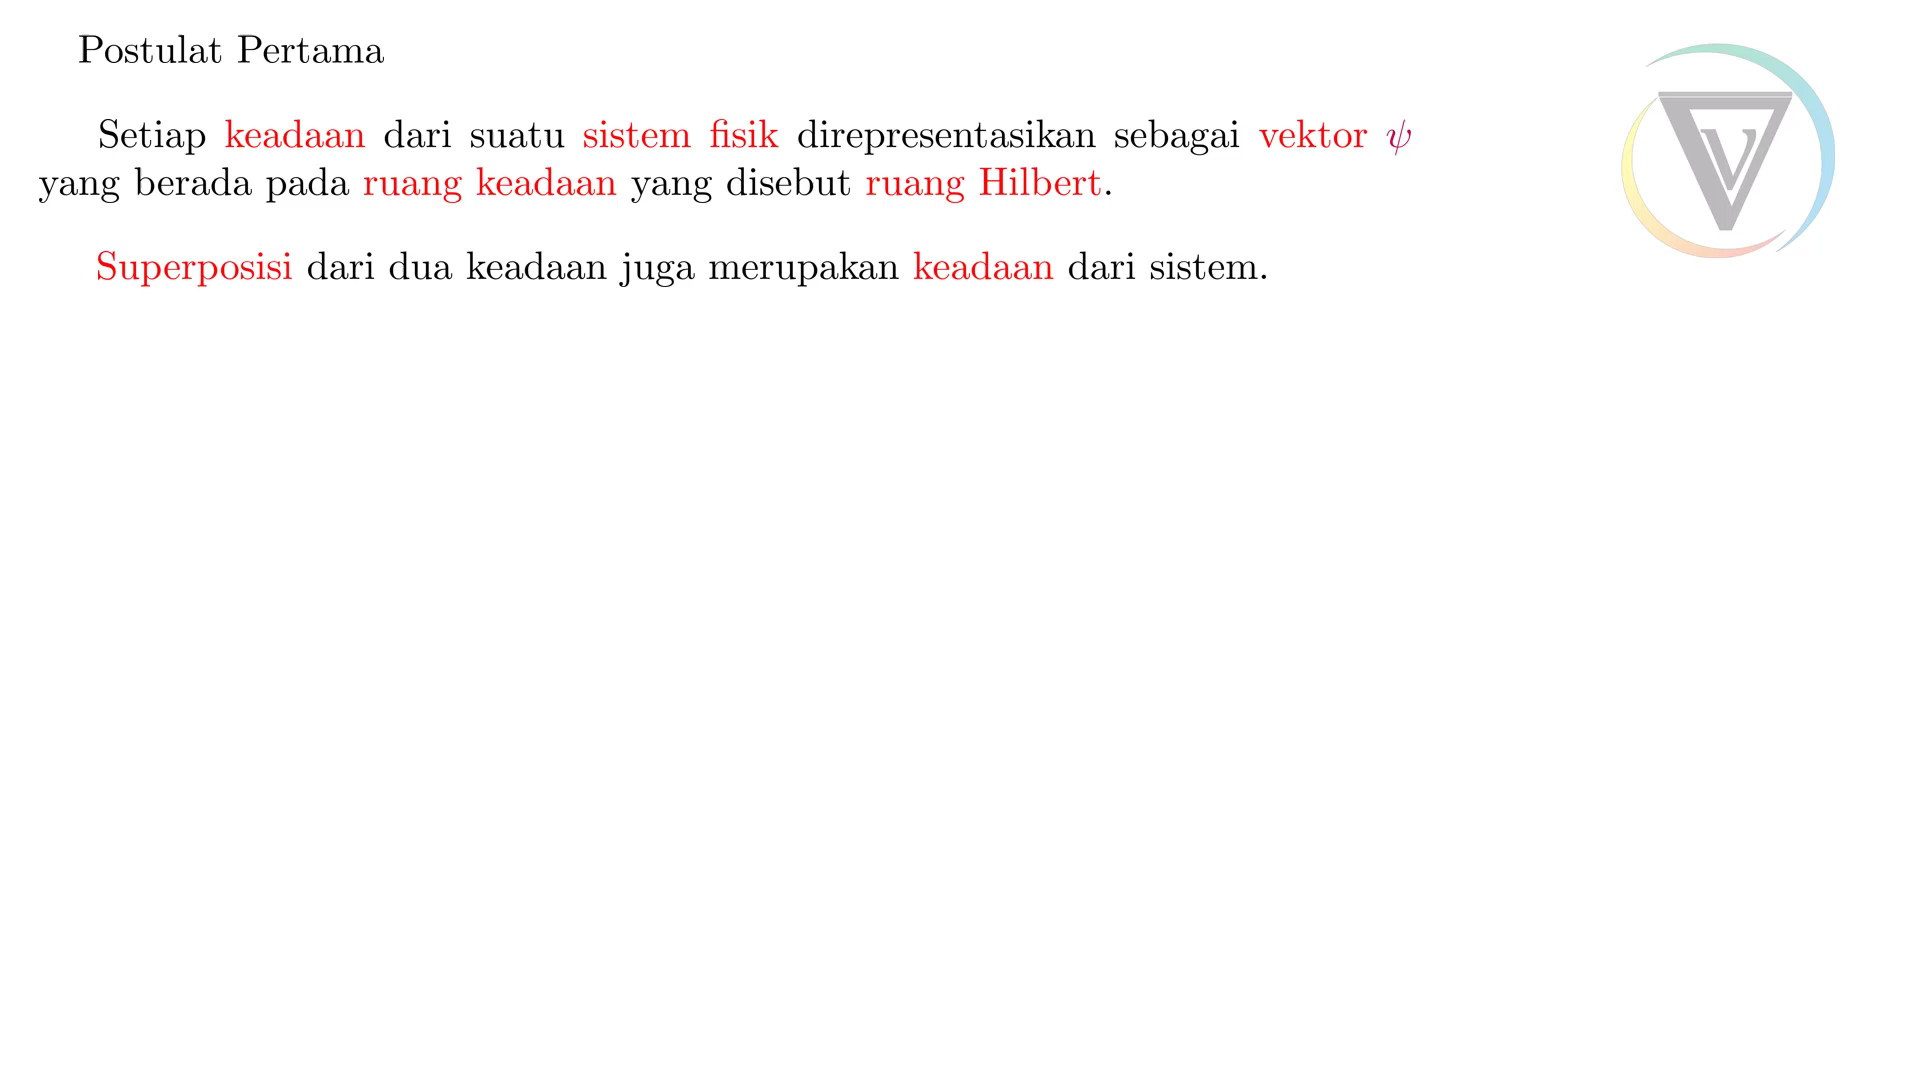 Postulat Pertama
Setiap keadaan dari suatu sistem fisik direpresentasikan sebagai vektor ψ
yang berada pada ruang keadaan yang disebut ruang Hilbert.
Superposisi dari dua keadaan juga merupakan keadaan dari sistem.